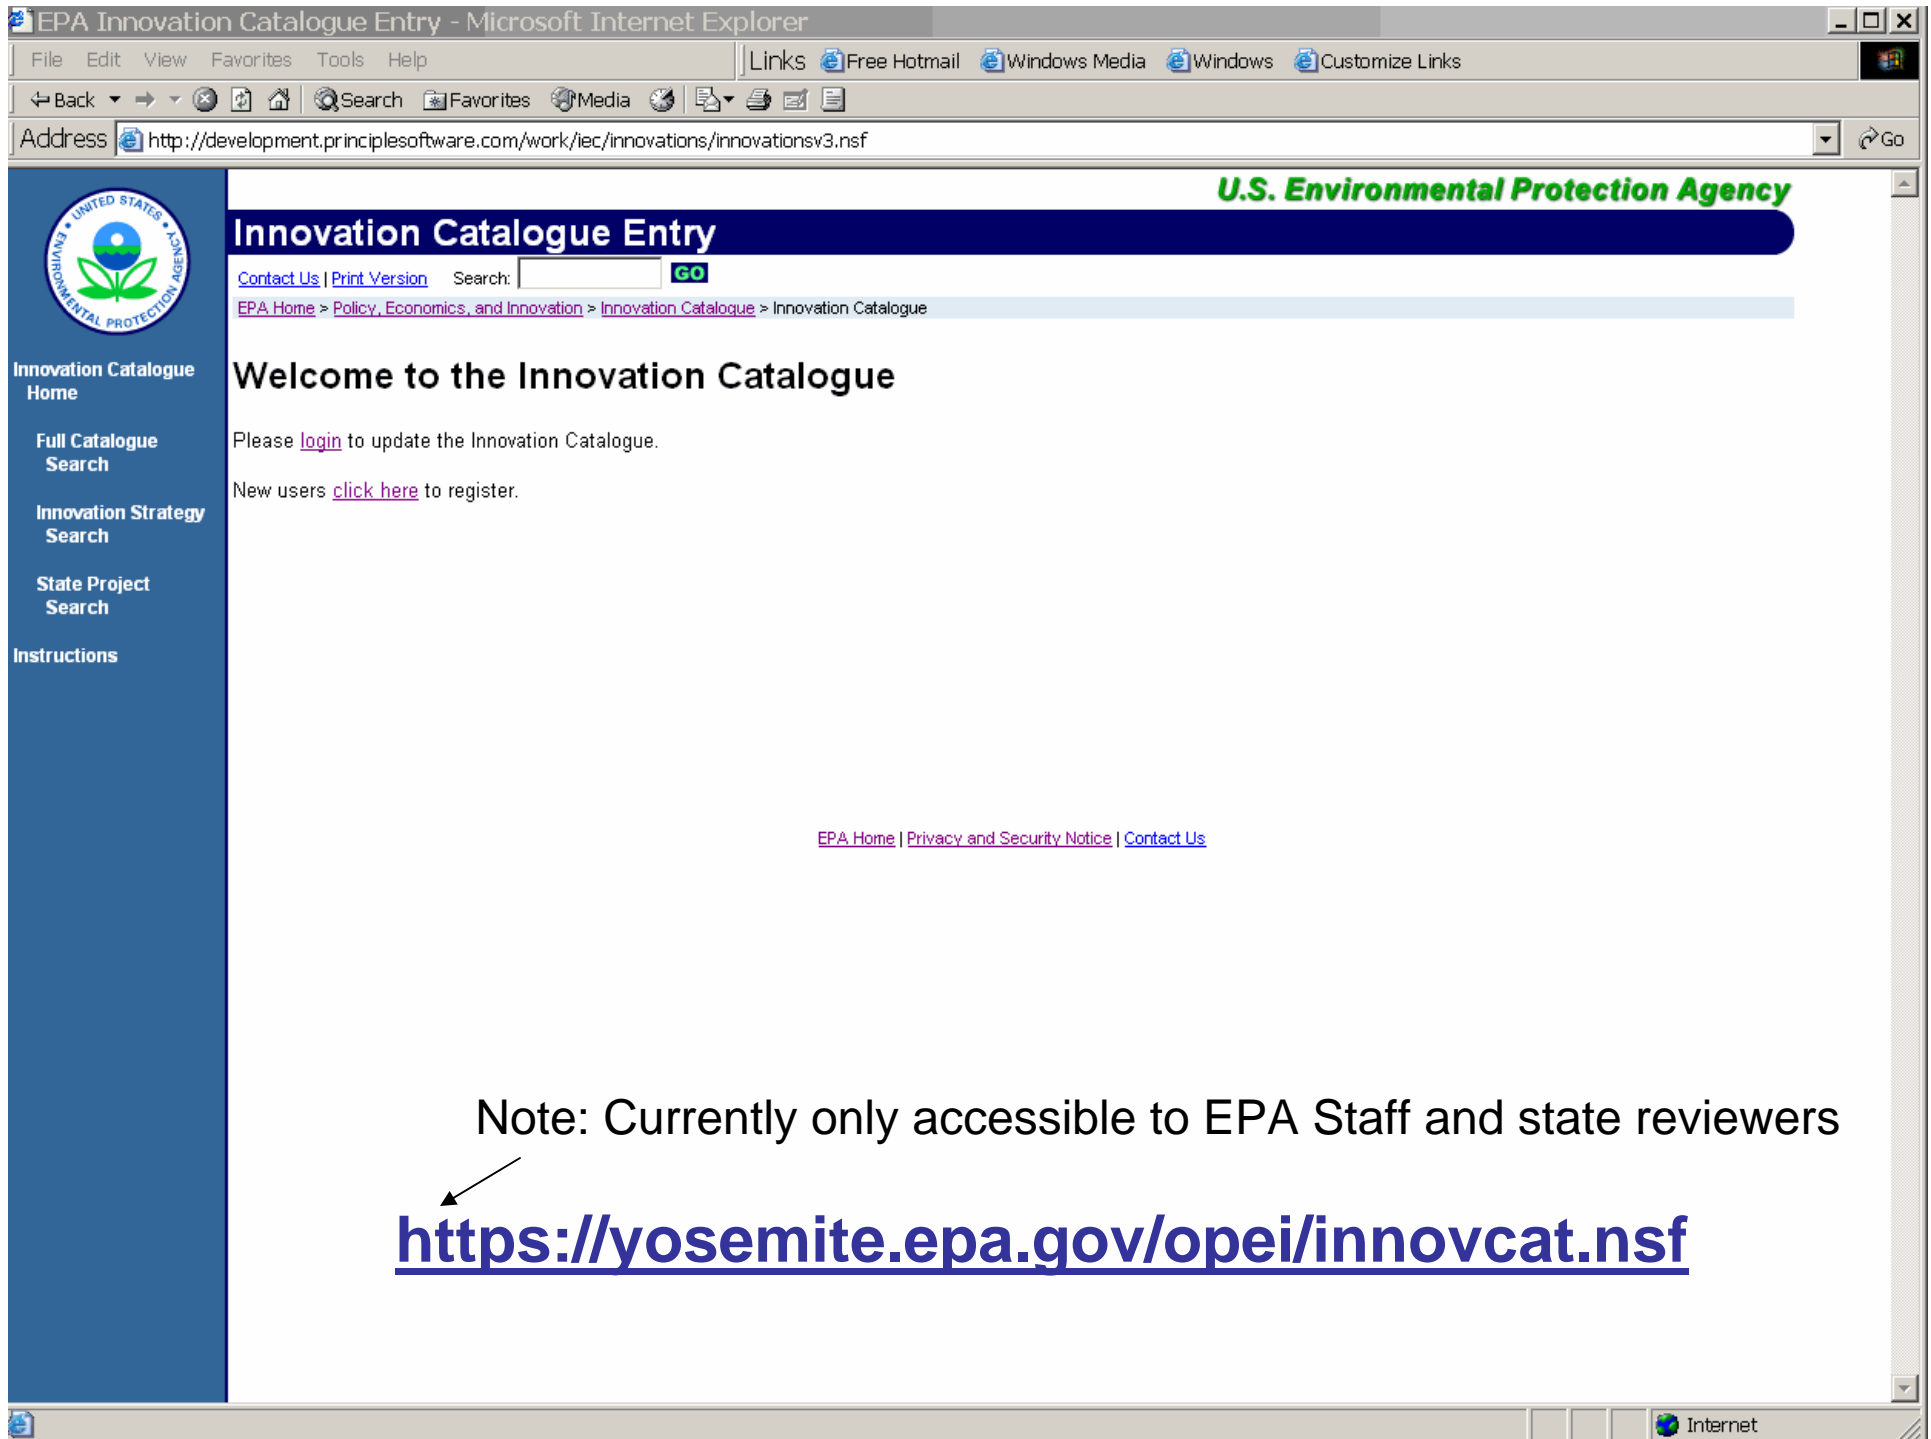 EPA Innovation Catalogue Entry - Microsoft Internet Explorer
File Edit View Favorites Tools Help Links Free Hotmail Windows Media Windows Customize Links
Back Search Favorites Media
Address http://development.principlesoftware.com/work/iec/innovations/innovationsv3.nsf Go
UNITED STATES ENVIRONMENTAL PROTECTION AGENCY
U.S. Environmental Protection Agency
Innovation Catalogue Entry
Contact Us | Print Version Search: GO
EPA Home > Policy, Economics, and Innovation > Innovation Catalogue > Innovation Catalogue
Innovation Catalogue
Home
Full Catalogue
Search
Innovation Strategy
Search
State Project
Search
Instructions
Welcome to the Innovation Catalogue
Please login to update the Innovation Catalogue.
New users click here to register.
EPA Home | Privacy and Security Notice | Contact Us
Note: Currently only accessible to EPA Staff and state reviewers
https://yosemite.epa.gov/opei/innovcat.nsf
Internet